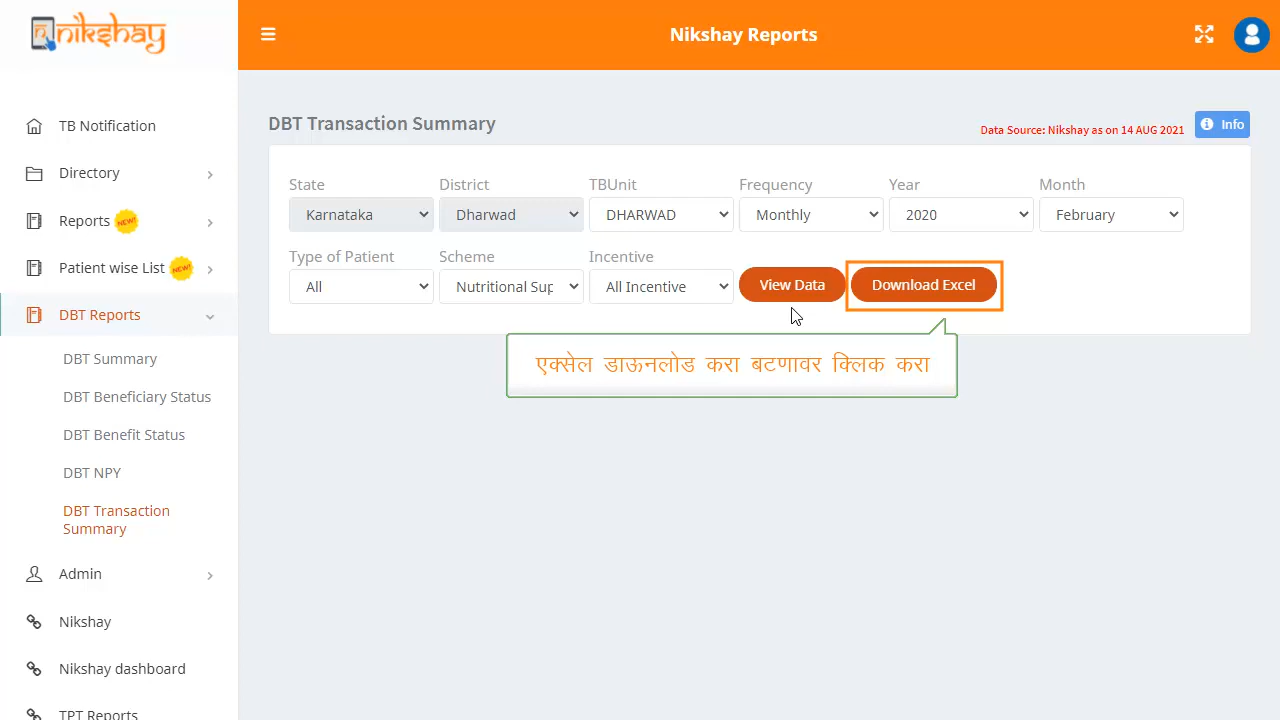 nikshay
Nikshay Reports
TB Notification
Directory
Reports NEW!
Patient wise List NEW!
DBT Reports
DBT Summary
DBT Beneficiary Status
DBT Benefit Status
DBT NPY
DBT Transaction
Summary
Admin
Nikshay
Nikshay dashboard
TPT Reports
DBT Transaction Summary
Data Source: Nikshay as on 14 AUG 2021
Info
State District TBUnit Frequency Year Month
Karnataka Dharwad DHARWAD Monthly 2020 February
Type of Patient Scheme Incentive
All Nutritional Sup All Incentive View Data Download Excel
एक्सेल डाऊनलोड करा बटणावर क्लिक करा